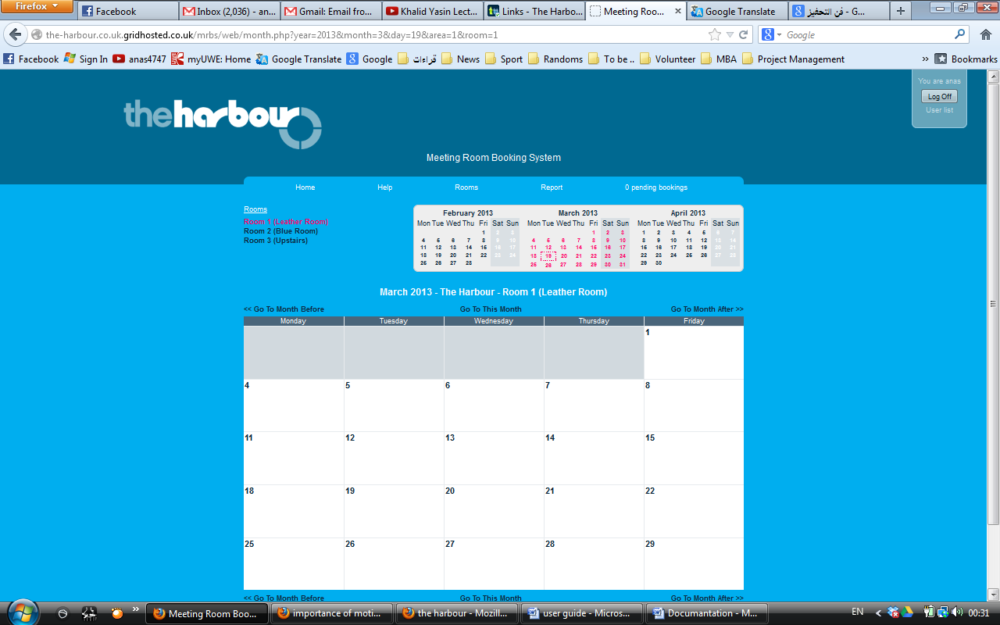 Firefox
Facebook
Inbox (2,036) - an...
Gmail: Email fro...
Khalid Yasin Lect...
Links - The Harbo...
Meeting Roo...
Google Translate
فن التحفيز - G...
the-harbour.co.uk.gridhosted.co.uk/mrbs/web/month.php?year=2013&month=3&day=19&area=1&room=1
Google
Facebook Sign In anas4747 myUWE: Home Google Translate Google قراءات News Sport Randoms To be .. Volunteer MBA Project Management » Bookmarks
You are anas
Log Off
User list
theharbour
Meeting Room Booking System
Home Help Rooms Report 0 pending bookings
Rooms
Room 1 (Leather Room)
Room 2 (Blue Room)
Room 3 (Upstairs)
February 2013
Mon Tue Wed Thu Fri Sat Sun
1 2 3
4 5 6 7 8 9 10
11 12 13 14 15 16 17
18 19 20 21 22 23 24
25 26 27 28
March 2013
Mon Tue Wed Thu Fri Sat Sun
1 2 3
4 5 6 7 8 9 10
11 12 13 14 15 16 17
18 19 20 21 22 23 24
25 26 27 28 29 30 31
April 2013
Mon Tue Wed Thu Fri Sat Sun
1 2 3 4 5 6 7
8 9 10 11 12 13 14
15 16 17 18 19 20 21
22 23 24 25 26 27 28
29 30
March 2013 - The Harbour - Room 1 (Leather Room)
<< Go To Month Before Go To This Month Go To Month After >>
Monday Tuesday Wednesday Thursday Friday
1
4 5 6 7 8
11 12 13 14 15
18 19 20 21 22
25 26 27 28 29
<< Go To Month Before Go To This Month Go To Month After >>
» Meeting Room Boo... importance of moti... the harbour - Mozill... user guide - Micros... Documantation - M... EN 00:31